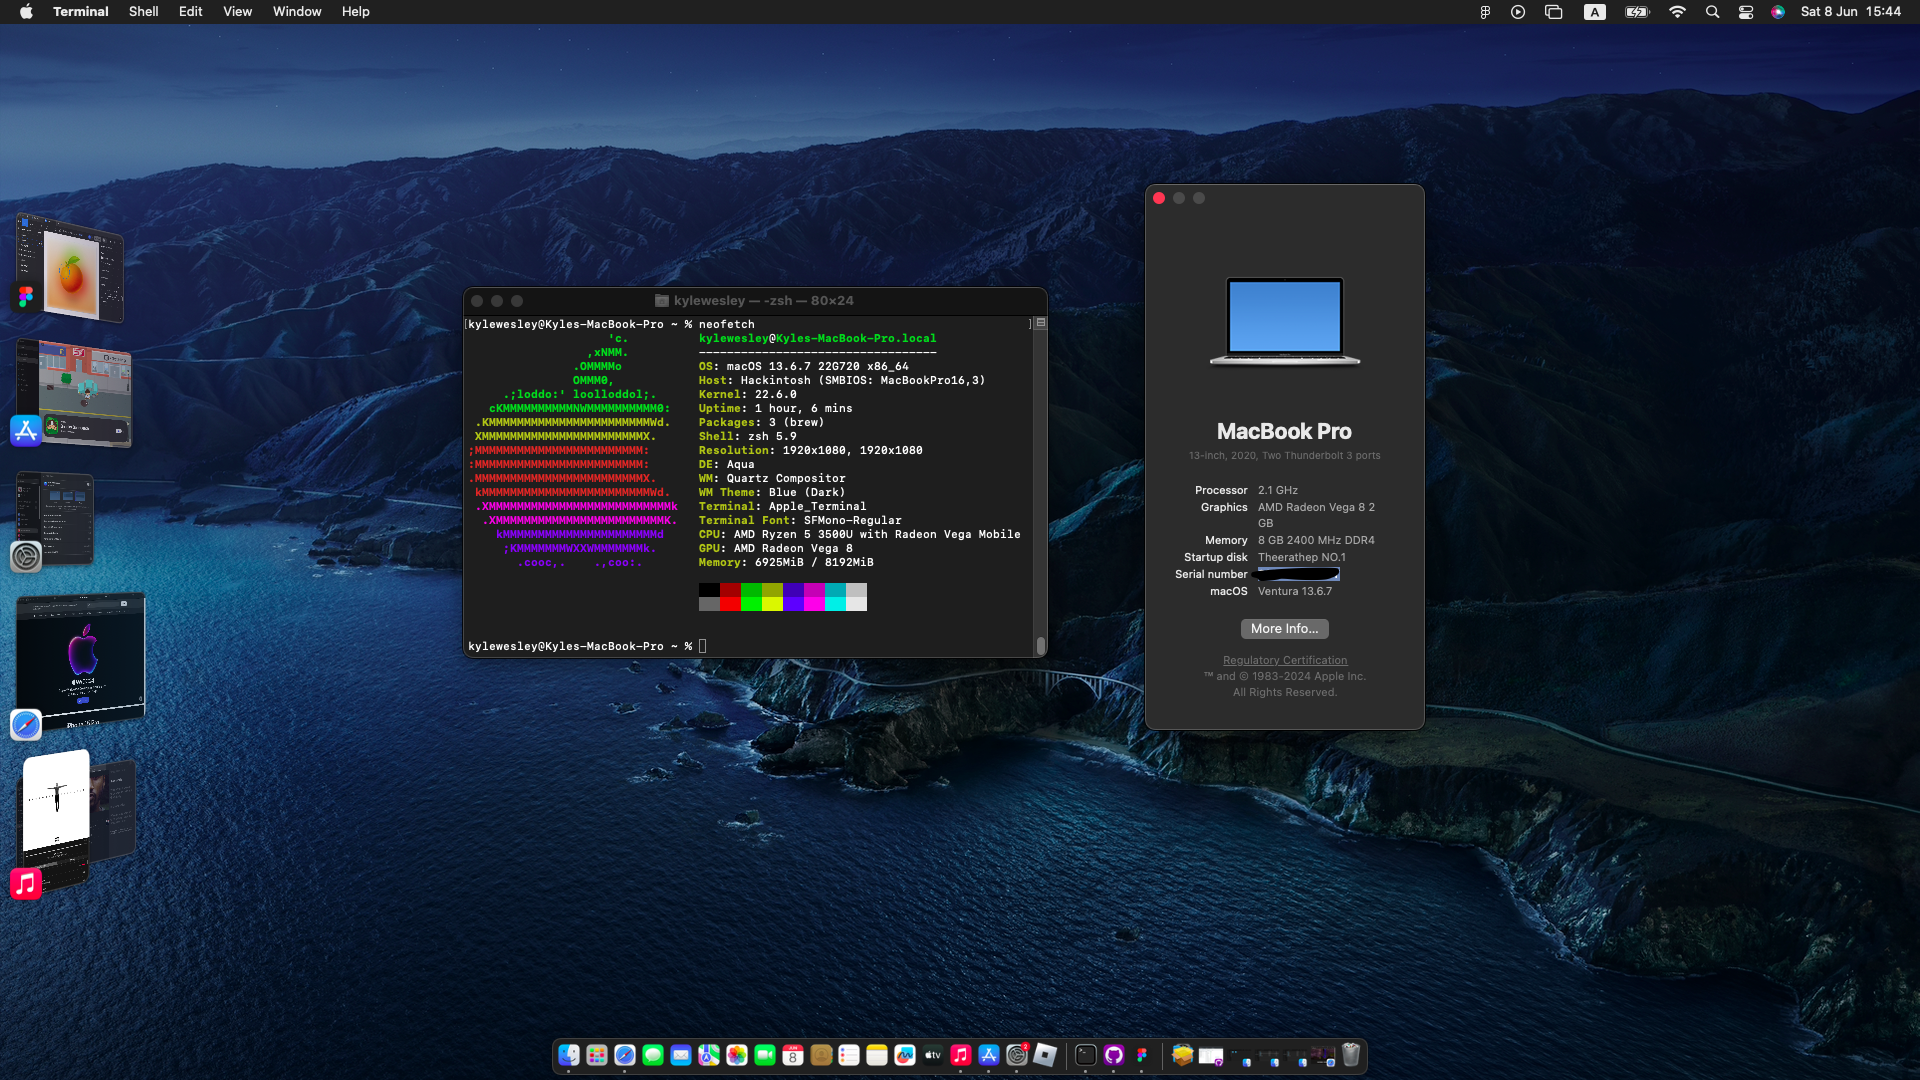 Terminal Shell Edit View Window Help
A Sat 8 Jun 15:44
kylewesley — -zsh — 80×24
[kylewesley@Kyles-MacBook-Pro ~ % neofetch ]
'c. kylewesley@Kyles-MacBook-Pro.local
,xNMM. ----------------------------------
.OMMMMo OS: macOS 13.6.7 22G720 x86_64
OMMM0, Host: Hackintosh (SMBIOS: MacBookPro16,3)
.;loddo:' loolloddol;. Kernel: 22.6.0
cKMMMMMMMMMMNWMMMMMMMMMM0: Uptime: 1 hour, 6 mins
.KMMMMMMMMMMMMMMMMMMMMMMMWd. Packages: 3 (brew)
XMMMMMMMMMMMMMMMMMMMMMMMX. Shell: zsh 5.9
;MMMMMMMMMMMMMMMMMMMMMMMM: Resolution: 1920x1080, 1920x1080
:MMMMMMMMMMMMMMMMMMMMMMMM: DE: Aqua
.MMMMMMMMMMMMMMMMMMMMMMMMX. WM: Quartz Compositor
kMMMMMMMMMMMMMMMMMMMMMMMMWd. WM Theme: Blue (Dark)
.XMMMMMMMMMMMMMMMMMMMMMMMMMMk Terminal: Apple_Terminal
.XMMMMMMMMMMMMMMMMMMMMMMMMK. Terminal Font: SFMono-Regular
kMMMMMMMMMMMMMMMMMMMMMMd CPU: AMD Ryzen 5 3500U with Radeon Vega Mobile
;KMMMMMMMWXXWMMMMMMMk. GPU: AMD Radeon Vega 8
.cooc,. .,coo:. Memory: 6925MiB / 8192MiB
kylewesley@Kyles-MacBook-Pro ~ %
MacBook Pro
13-inch, 2020, Two Thunderbolt 3 ports
Processor 2.1 GHz
Graphics AMD Radeon Vega 8 2
GB
Memory 8 GB 2400 MHz DDR4
Startup disk Theerathep NO.1
Serial number
macOS Ventura 13.6.7
More Info...
Regulatory Certification
™ and © 1983-2024 Apple Inc.
All Rights Reserved.
JUN
8
tv
2